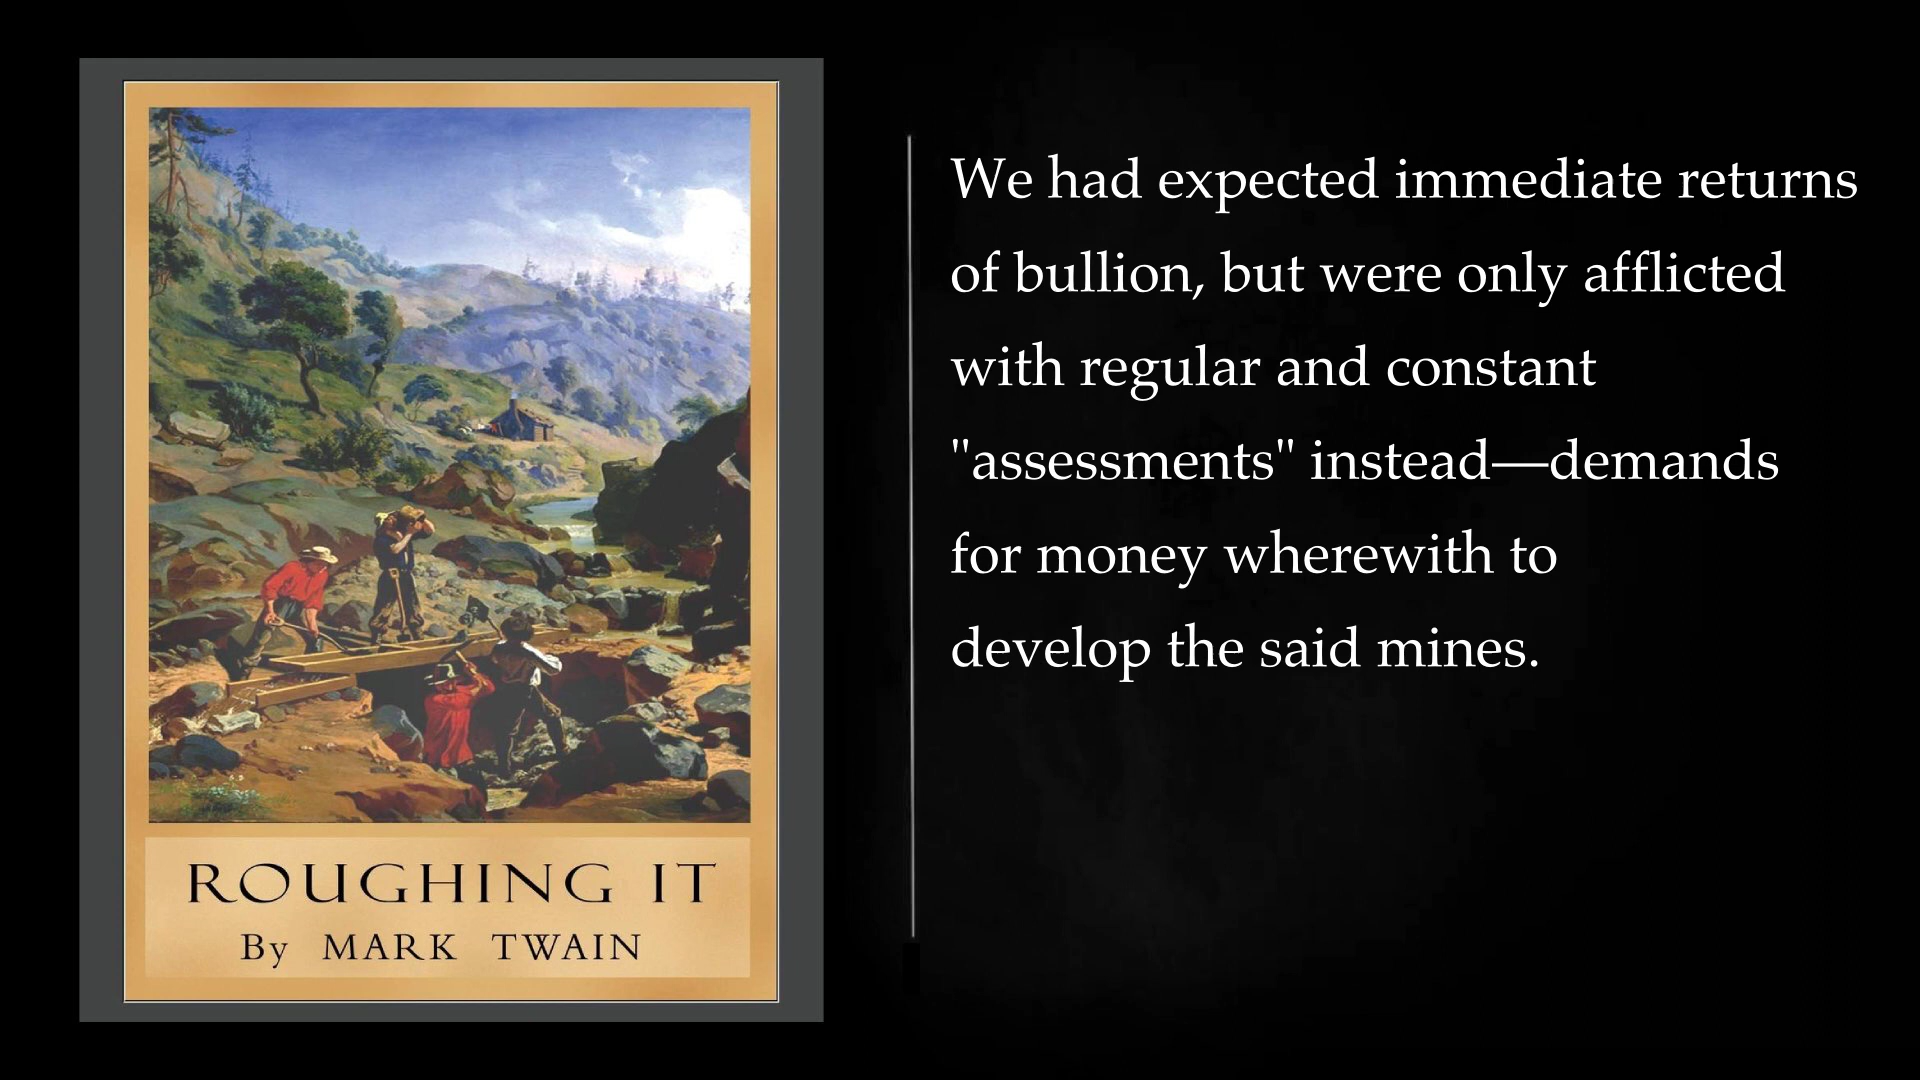 ROUGHING IT
By MARK TWAIN
We had expected immediate returns
of bullion, but were only afflicted
with regular and constant
"assessments" instead—demands
for money wherewith to
develop the said mines.